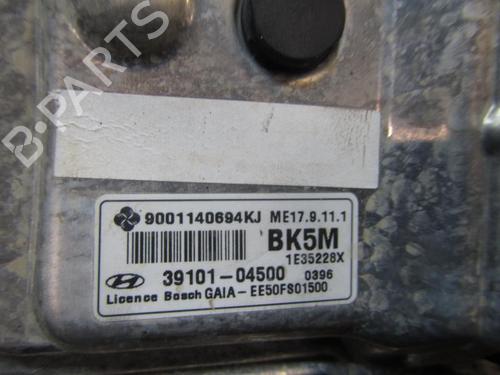 B-PARTS
9001140694KJ ME17.9.11.1
BK5M
1E35228X
39101-04500 0396
Licence Bosch GAIA-EE50FS01500